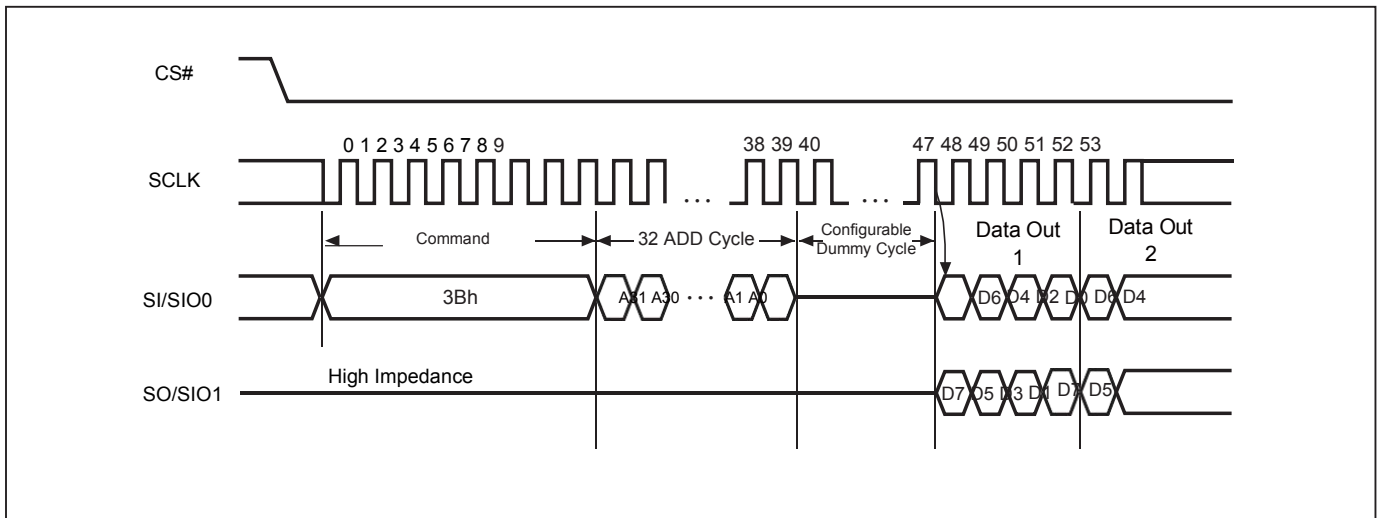 CS#
0 1 2 3 4 5 6 7 8 9 38 39 40 47 48 49 50 51 52 53
SCLK
Command
32 ADD Cycle
Configurable
Dummy Cycle
Data Out
1
Data Out
2
SI/SIO0
3Bh
A31 A30 ··· A1 A0
D6 D4 D2 D0 D6 D4
High Impedance
SO/SIO1
D7 D5 D3 D1 D7 D5